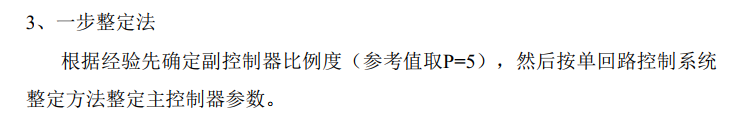 3、一步整定法
根据经验先确定副控制器比例度（参考值取P=5），然后按单回路控制系统
整定方法整定主控制器参数。